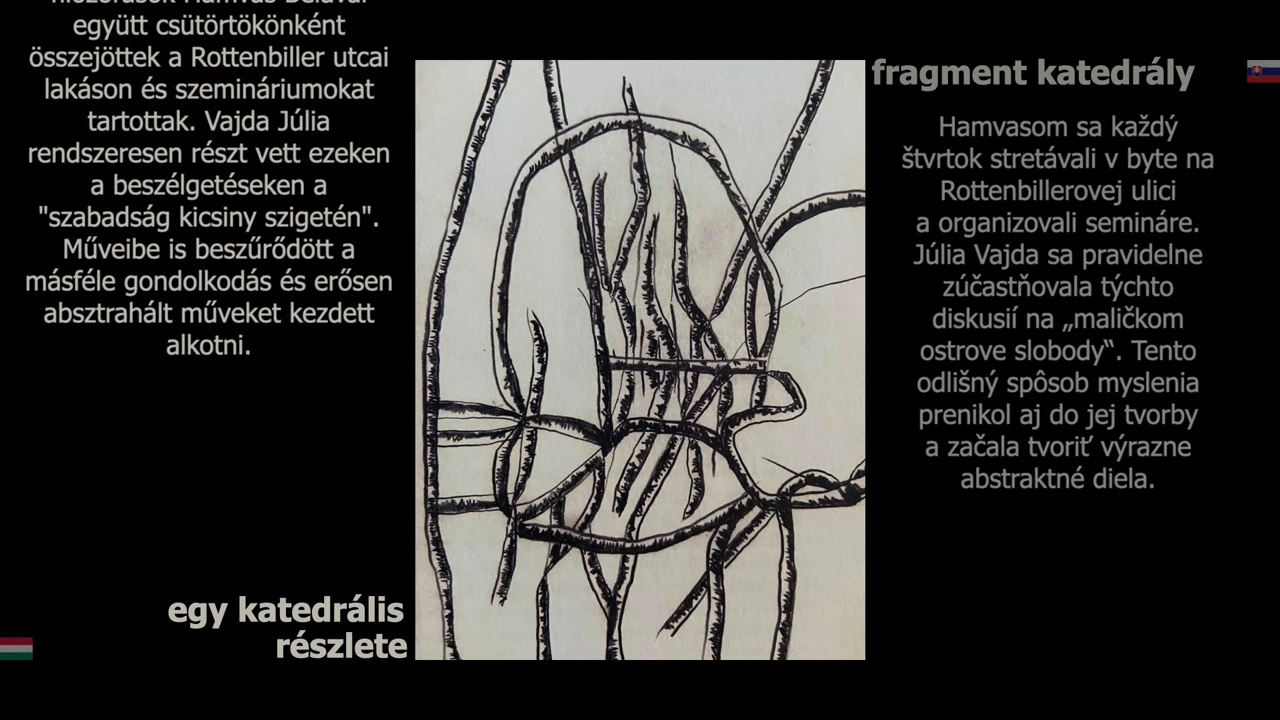 filozófusok Hamvas Bélával
együtt csütörtökönként
összejöttek a Rottenbiller utcai
lakáson és szemináriumokat
tartottak. Vajda Júlia
rendszeresen részt vett ezeken
a beszélgetéseken a
"szabadság kicsiny szigetén".
Műveibe is beszűrődött a
másféle gondolkodás és erősen
absztrahált műveket kezdett
alkotni.
egy katedrális
részlete
fragment katedrály
Hamvasom sa každý
štvrtok stretávali v byte na
Rottenbillerovej ulici
a organizovali semináre.
Júlia Vajda sa pravidelne
zúčastňovala týchto
diskusií na „maličkom
ostrove slobody“. Tento
odlišný spôsob myslenia
prenikol aj do jej tvorby
a začala tvoriť výrazne
abstraktné diela.